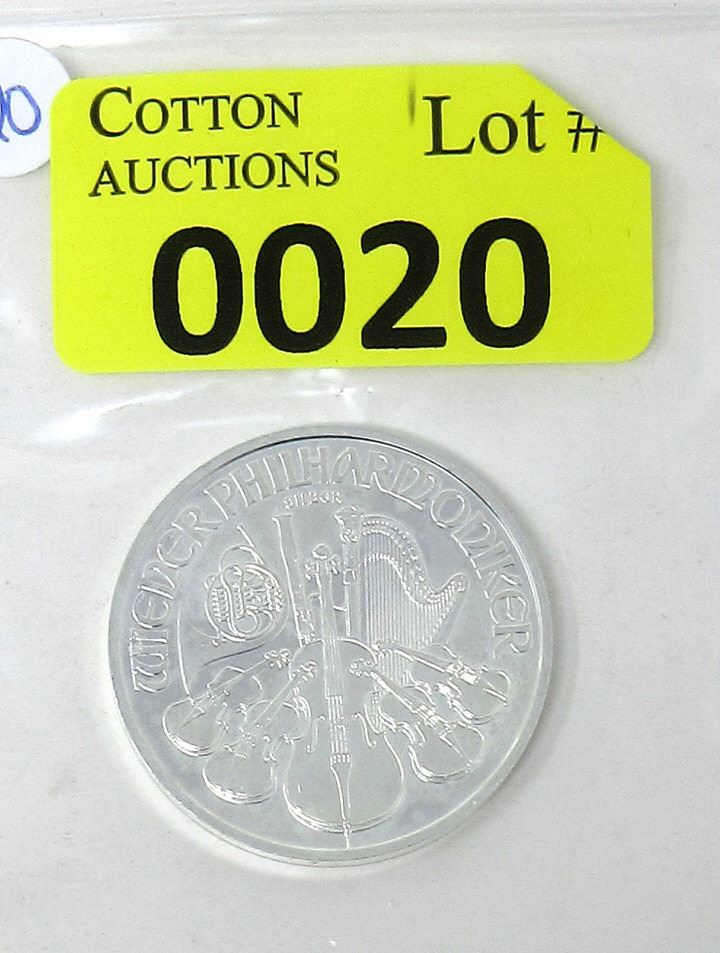 COTTON
AUCTIONS
Lot #
0020
WIENER PHILHARMONIKER
SILBER